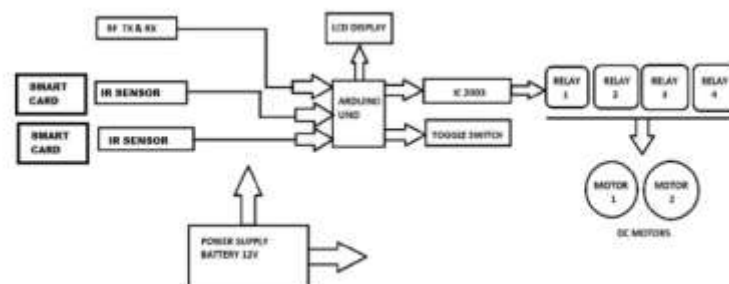 RF TX & RX
LCD DISPLAY
SMART
CARD
IR SENSOR
ARDUINO
UNO
IC 2003
RELAY
1
RELAY
2
RELAY
3
RELAY
4
TOGGLE SWITCH
SMART
CARD
IR SENSOR
MOTOR
1
MOTOR
2
DC MOTORS
POWER SUPPLY
BATTERY 12V